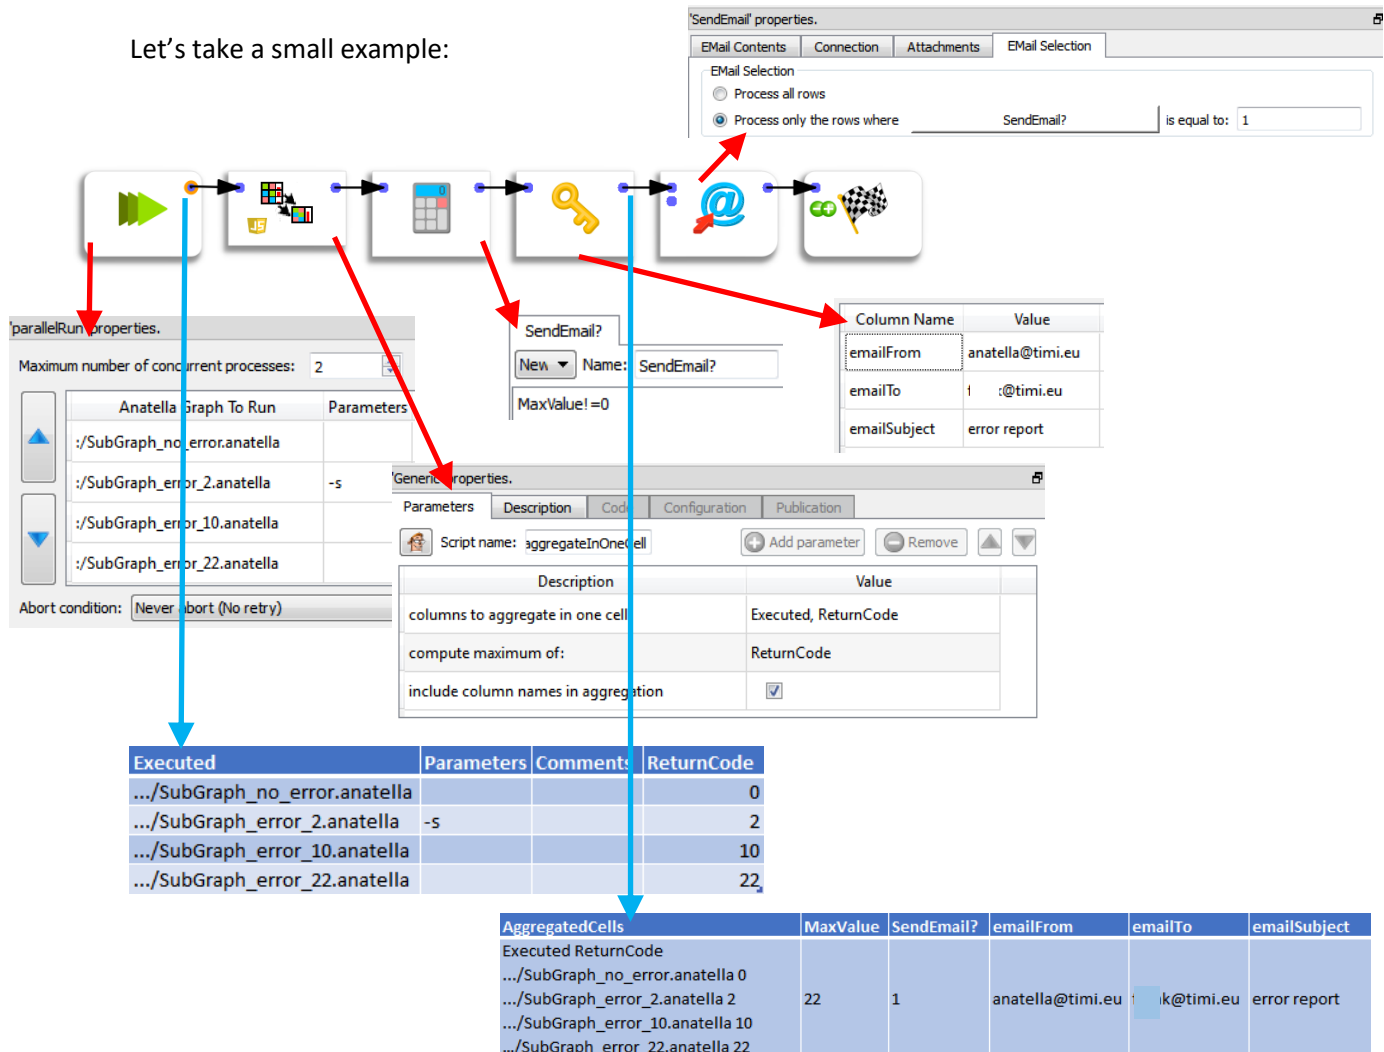 Let's take a small example:
'SendEmail' properties.
EMail Contents Connection Attachments EMail Selection
EMail Selection
Process all rows
Process only the rows where SendEmail? is equal to: 1
0
JS
'parallelRun' properties.
Maximum number of concurrent processes: 2
Anatella Graph To Run Parameters
:/SubGraph_no_error.anatella
:/SubGraph_error_2.anatella -s
:/SubGraph_error_10.anatella
:/SubGraph_error_22.anatella
Abort condition: Never abort (No retry)
SendEmail?
New Name: SendEmail?
MaxValue!=0
Column Name Value
emailFrom anatella@timi.eu
emailTo :@timi.eu
emailSubject error report
'Generic' properties.
Parameters Description Code Configuration Publication
Script name: aggregateInOneCell Add parameter Remove
Description Value
columns to aggregate in one cell Executed, ReturnCode
compute maximum of: ReturnCode
include column names in aggregation
Executed Parameters Comments ReturnCode
.../SubGraph_no_error.anatella 0
.../SubGraph_error_2.anatella -s 2
.../SubGraph_error_10.anatella 10
.../SubGraph_error_22.anatella 22
AggregatedCells MaxValue SendEmail? emailFrom emailTo emailSubject
Executed ReturnCode
.../SubGraph_no_error.anatella 0
.../SubGraph_error_2.anatella 2 22 1 anatella@timi.eu k@timi.eu error report
.../SubGraph_error_10.anatella 10
.../SubGraph_error_22.anatella 22